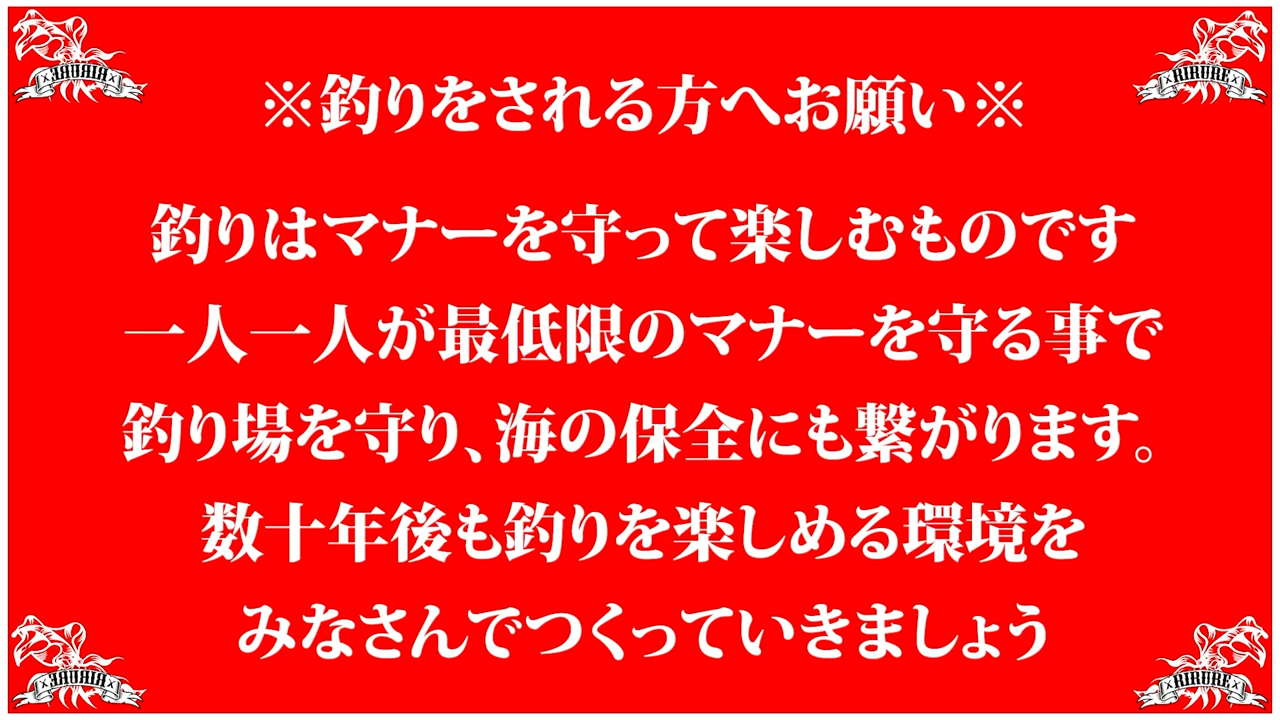 ※釣りをされる方へお願い※
釣りはマナーを守って楽しむものです
一人一人が最低限のマナーを守る事で
釣り場を守り、海の保全にも繋がります。
数十年後も釣りを楽しめる環境を
みなさんでつくっていきましょう
RIRURE
RIRURE
RIRURE
RIRURE